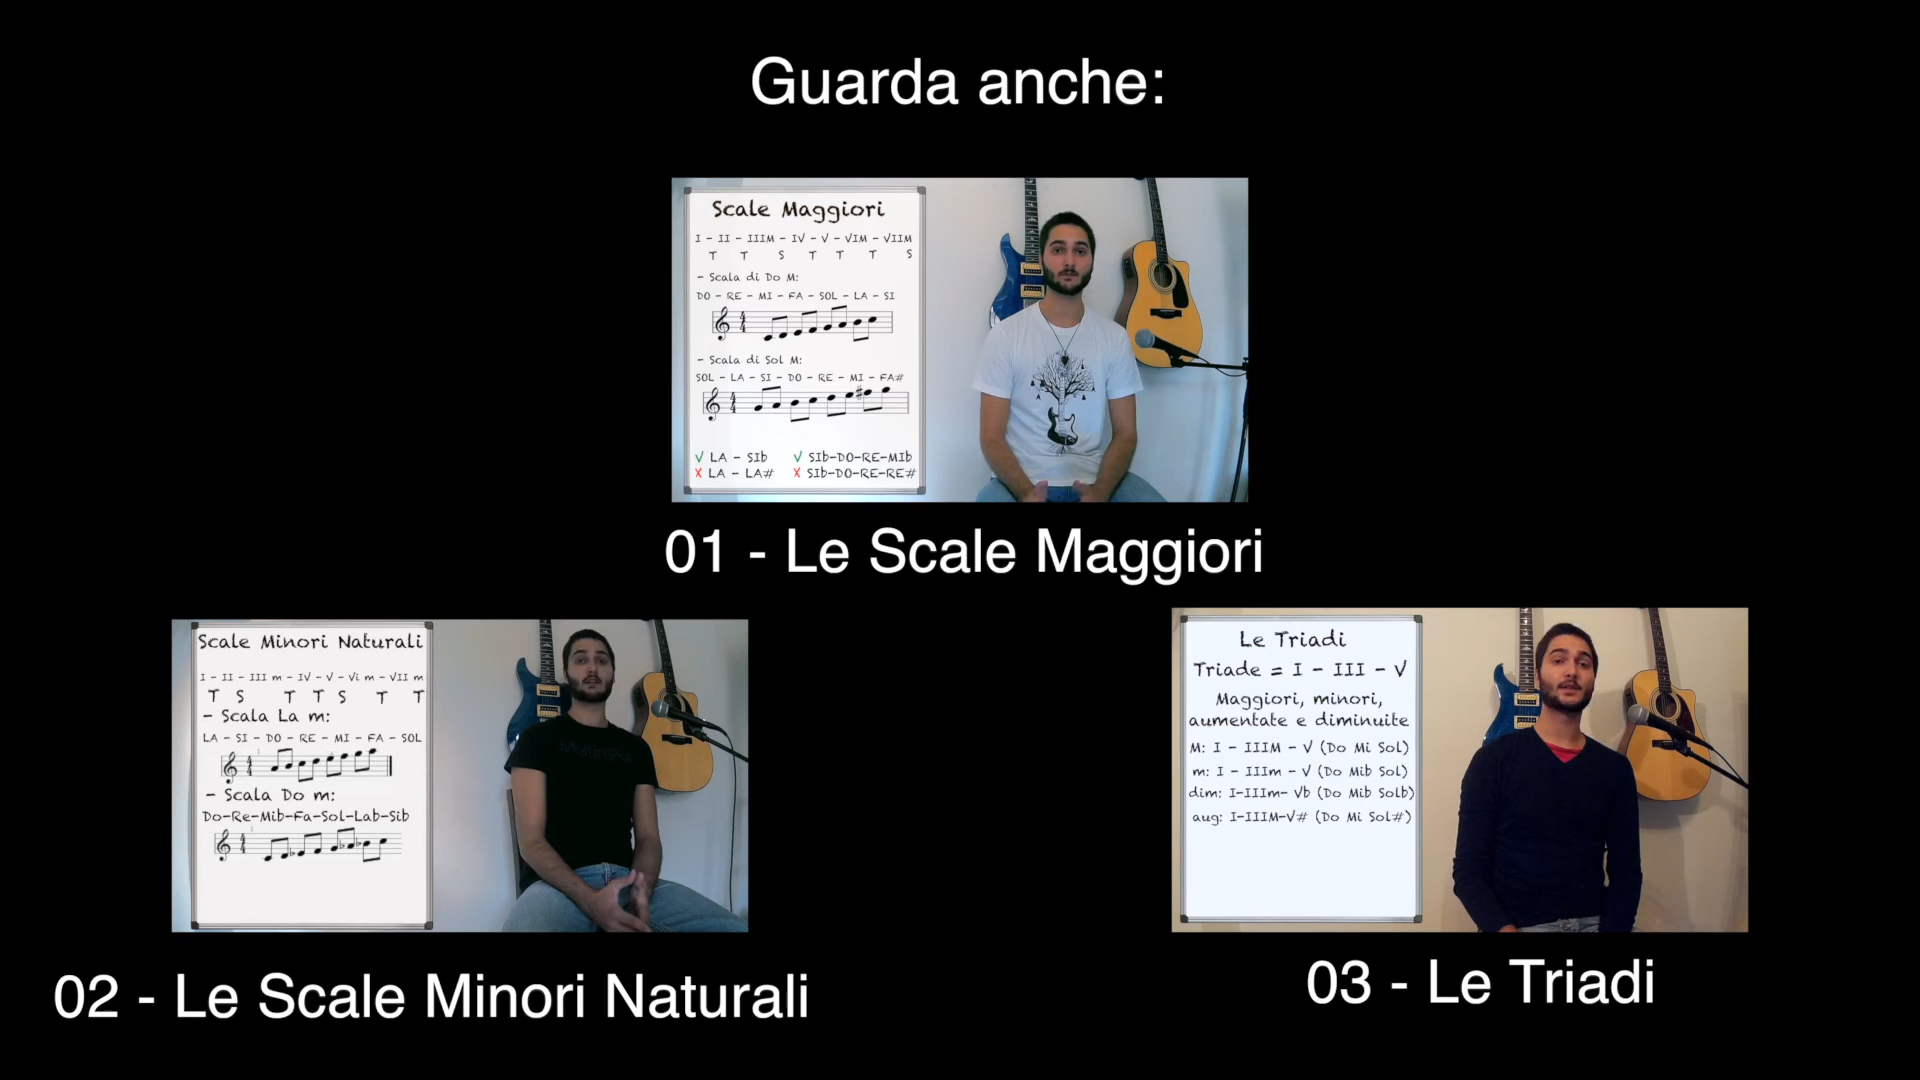 Guarda anche:
Scale Maggiori
I - II - IIIM - IV - V - VIM - VIIM
T T S T T T S
- Scala di Do M:
DO - RE - MI - FA - SOL - LA - SI
- Scala di Sol M:
SOL - LA - SI - DO - RE - MI - FA#
√ LA - SIb √ SIb-DO-RE-MIb
X LA - LA# X SIb-DO-RE-RE#
01 - Le Scale Maggiori
Scale Minori Naturali
I - II - III m - IV - V - Vi m - VII m
T S T T S T T
- Scala La m:
LA - SI - DO - RE - MI - FA - SOL
- Scala Do m:
Do-Re-Mib-Fa-Sol-Lab-Sib
02 - Le Scale Minori Naturali
Le Triadi
Triade = I - III - V
Maggiori, minori,
aumentate e diminuite
M: I - IIIM - V (Do Mi Sol)
m: I - IIIm - V (Do Mib Sol)
dim: I-IIIm- Vb (Do Mib Solb)
aug: I-IIIM-V# (Do Mi Sol#)
03 - Le Triadi